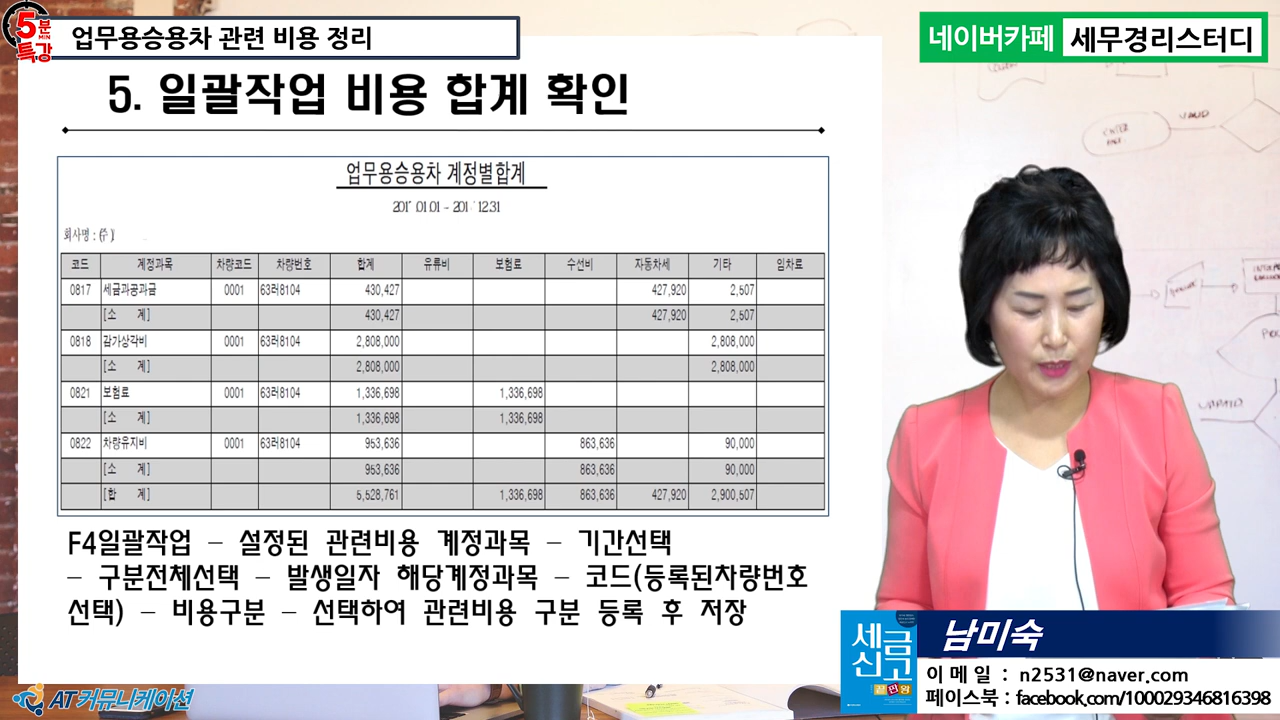 5분
MIN
특강
업무용승용차 관련 비용 정리
네이버카페 세무경리스터디
5. 일괄작업 비용 합계 확인
업무용승용차 계정별합계
회사명 : (주)
코드 계정과목 차량코드 차량번호 합계 유류비 보험료 수선비 자동차세 기타 임차료
0817 세금과공과금 0001 63러8104 430,427 427,920 2,507
[소 계] 430,427 427,920 2,507
0818 감가상각비 0001 63러8104 2,808,000 2,808,000
[소 계] 2,808,000 2,808,000
0821 보험료 0001 63러8104 1,336,698 1,336,698
[소 계] 1,336,698 1,336,698
0822 차량유지비 0001 63러8104 953,636 863,636 90,000
[소 계] 953,636 863,636 90,000
[합 계] 5,528,761 1,336,698 863,636 427,920 2,900,507
F4일괄작업 – 설정된 관련비용 계정과목 – 기간선택
– 구분전체선택 – 발생일자 해당계정과목 – 코드(등록된차량번호
선택) – 비용구분 – 선택하여 관련비용 구분 등록 후 저장
세금
신고
끝판왕
남미숙
이 메 일 : n2531@naver.com
페이스북 : facebook.com/100029346816398
AT커뮤니케이션